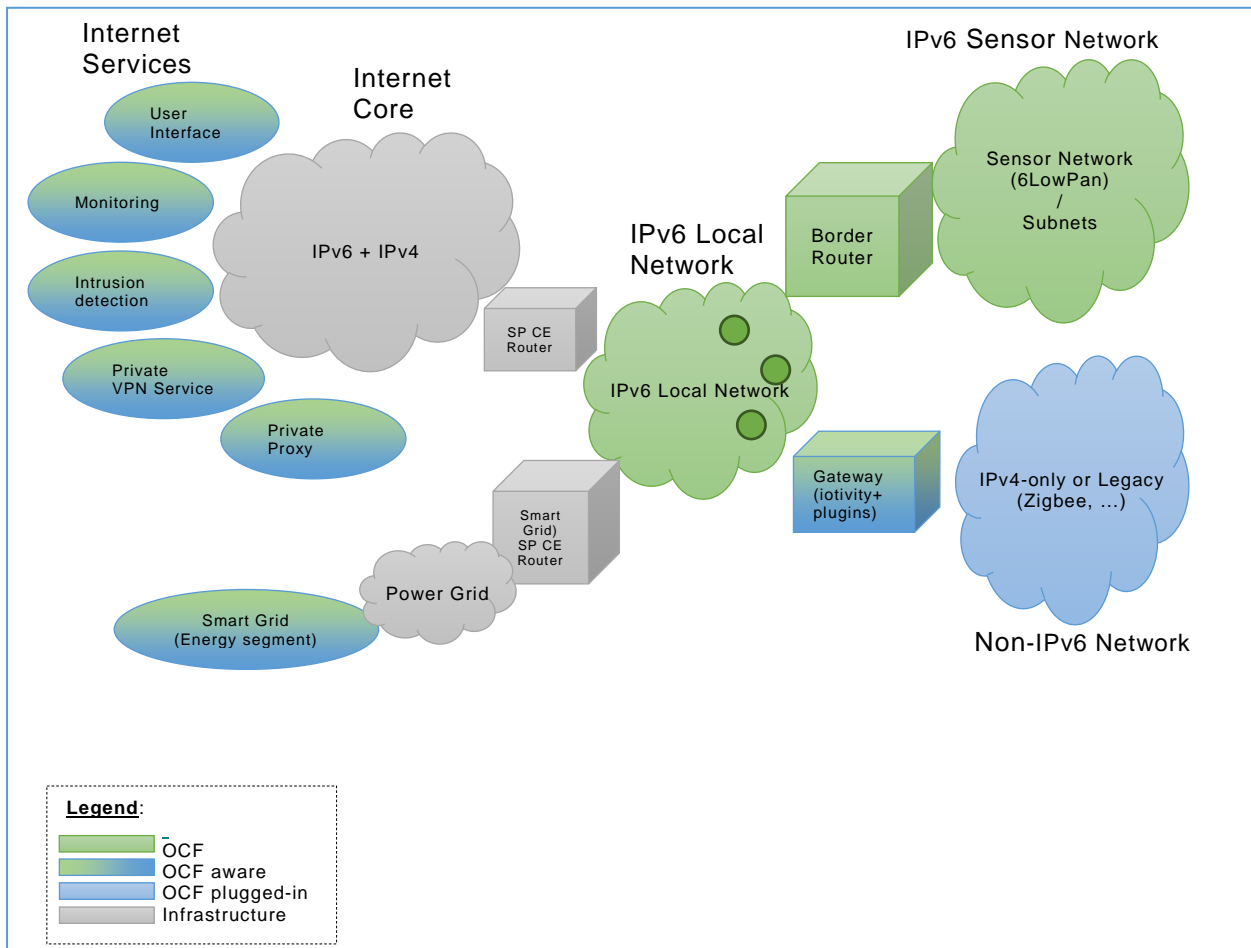 Internet
Services
User
Interface
Monitoring
Intrusion
detection
Private
VPN Service
Private
Proxy
Internet
Core
IPv6 + IPv4
SP CE
Router
IPv6 Local
Network
IPv6 Local Network
Border
Router
IPv6 Sensor Network
Sensor Network
(6LowPan)
/
Subnets
Gateway
(iotivity+
plugins)
IPv4-only or Legacy
(Zigbee, ...)
Non-IPv6 Network
Smart
Grid)
SP CE
Router
Power Grid
Smart Grid
(Energy segment)
Legend:
OCF
OCF aware
OCF plugged-in
Infrastructure